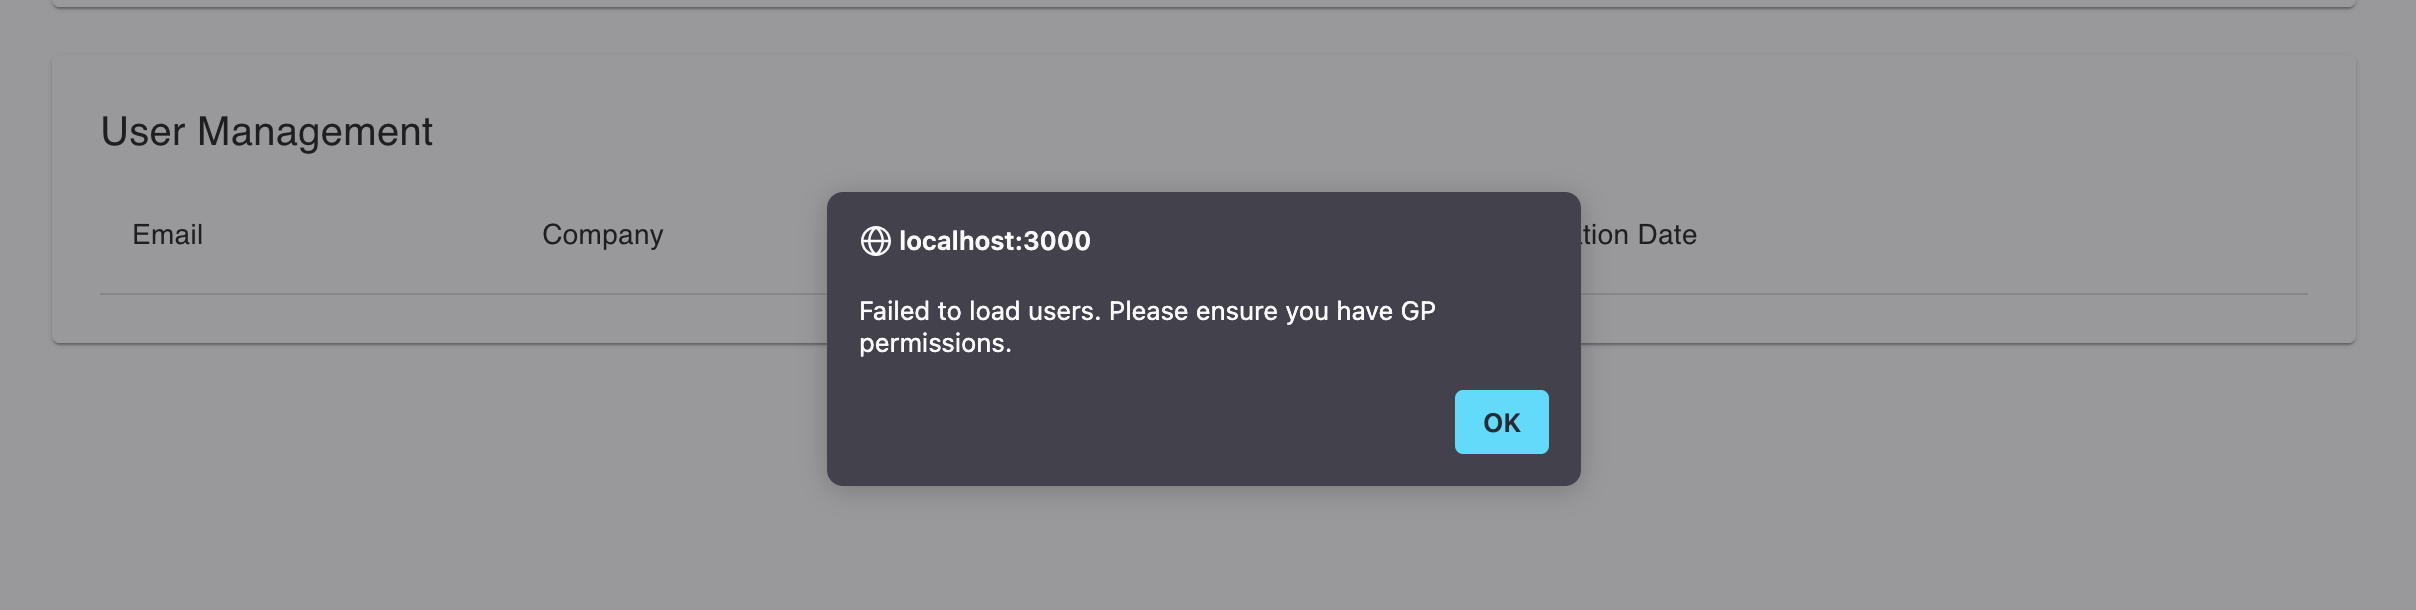 User Management
Email
Company
tion Date
localhost:3000
Failed to load users. Please ensure you have GP
permissions.
OK